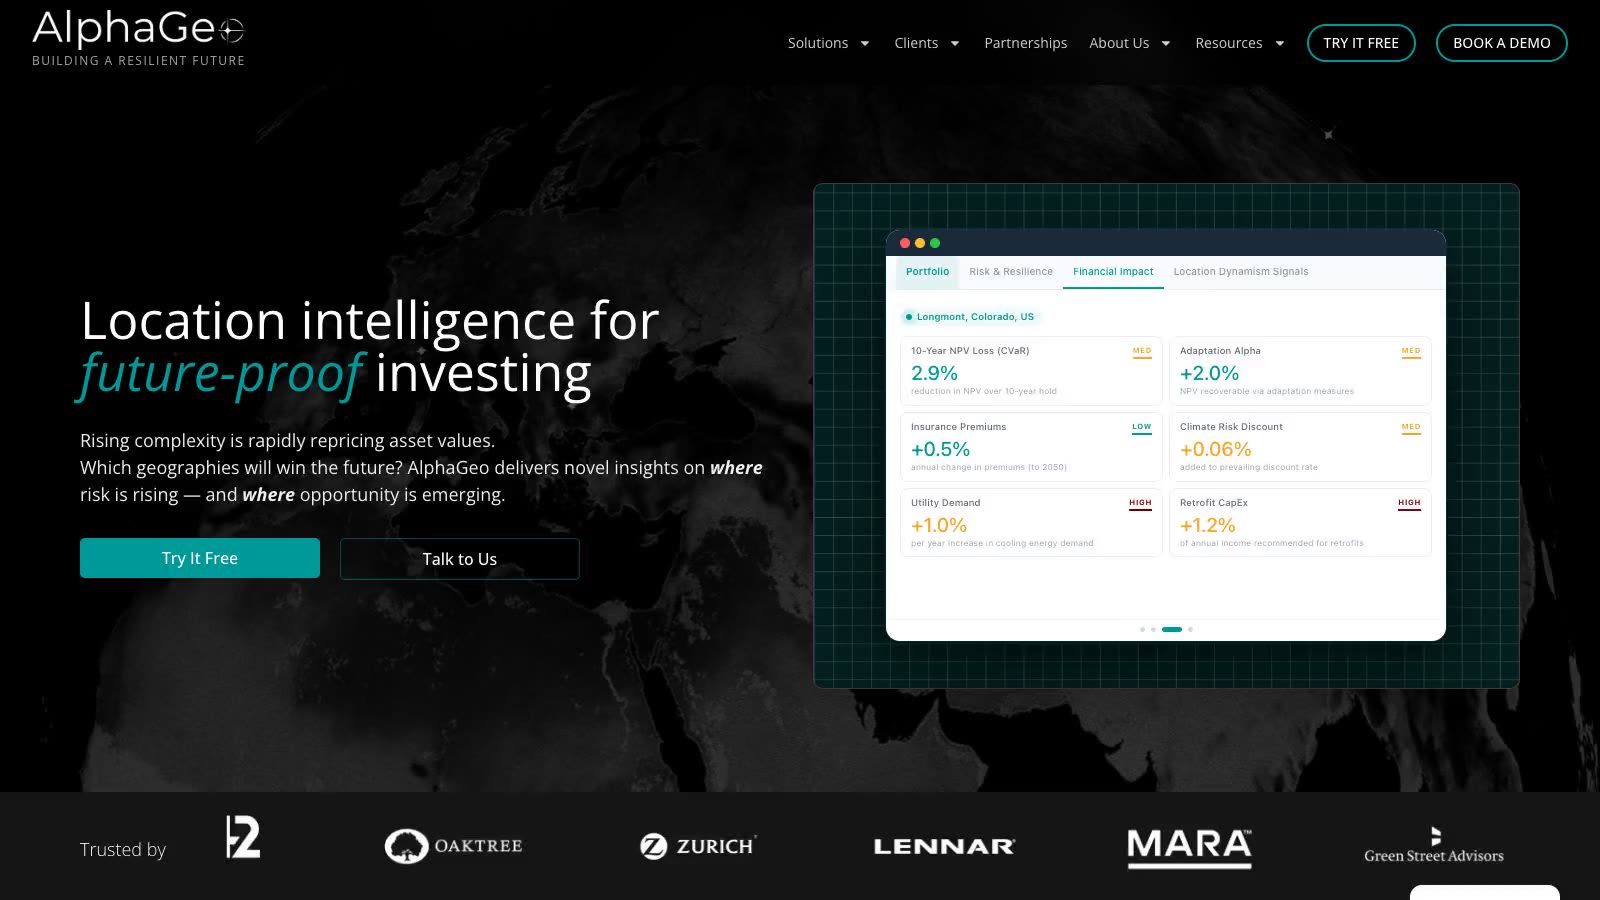 AlphaGeo
BUILDING A RESILIENT FUTURE
Solutions
Clients
Partnerships
About Us
Resources
TRY IT FREE
BOOK A DEMO
Location intelligence for
future-proof investing
Rising complexity is rapidly repricing asset values.
Which geographies will win the future? AlphaGeo delivers novel insights on where
risk is rising — and where opportunity is emerging.
Try It Free
Talk to Us
Portfolio
Risk & Resilience
Financial Impact
Location Dynamism Signals
Longmont, Colorado, US
10-Year NPV Loss (CVaR)
MED
2.9%
reduction in NPV over 10-year hold
Adaptation Alpha
MED
+2.0%
NPV recoverable via adaptation measures
Insurance Premiums
LOW
+0.5%
annual change in premiums (to 2050)
Climate Risk Discount
MED
+0.06%
added to prevailing discount rate
Utility Demand
HIGH
+1.0%
per year increase in cooling energy demand
Retrofit CapEx
HIGH
+1.2%
of annual income recommended for retrofits
Trusted by
OAKTREE
ZURICH
LENNAR
MARA™
Green Street Advisors